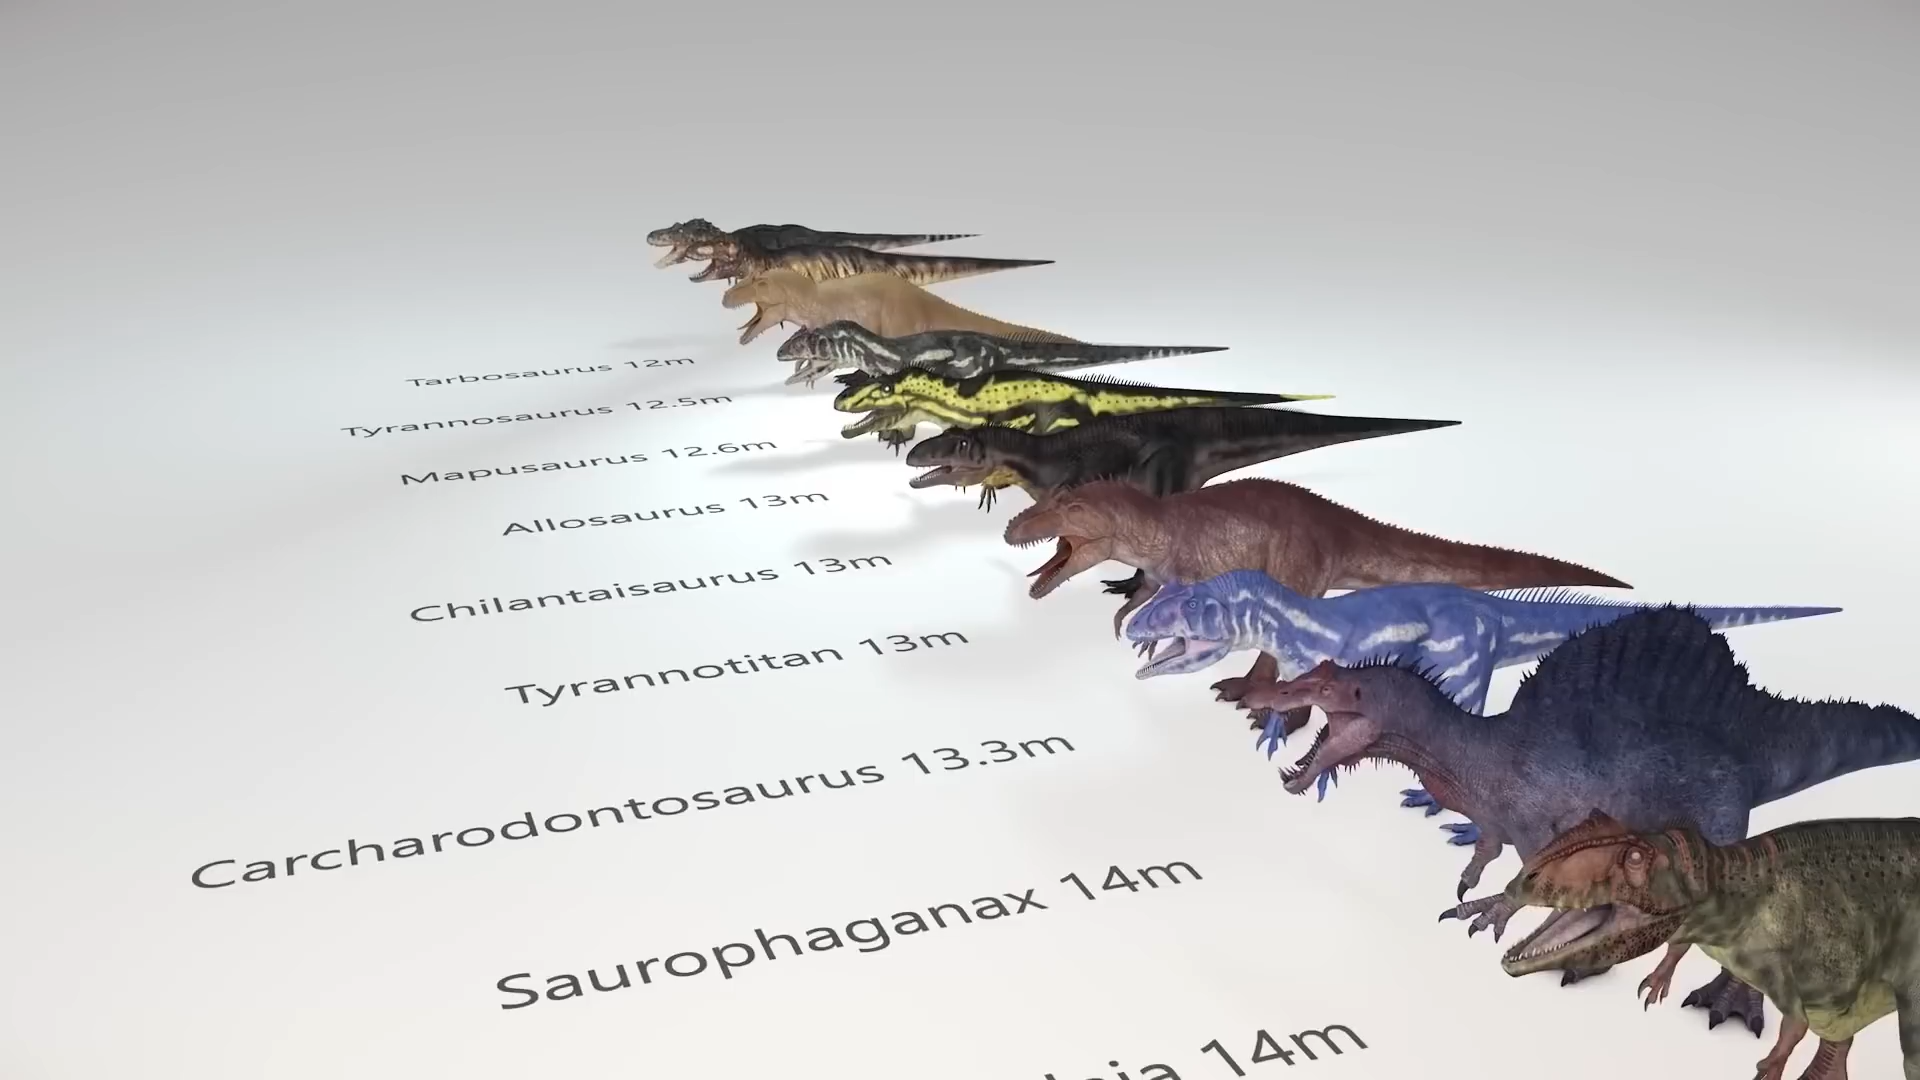 Tarbosaurus 12m
Tyrannosaurus 12.5m
Mapusaurus 12.6m
Allosaurus 13m
Chilantaisaurus 13m
Tyrannotitan 13m
Carcharodontosaurus 13.3m
Saurophaganax 14m
14m